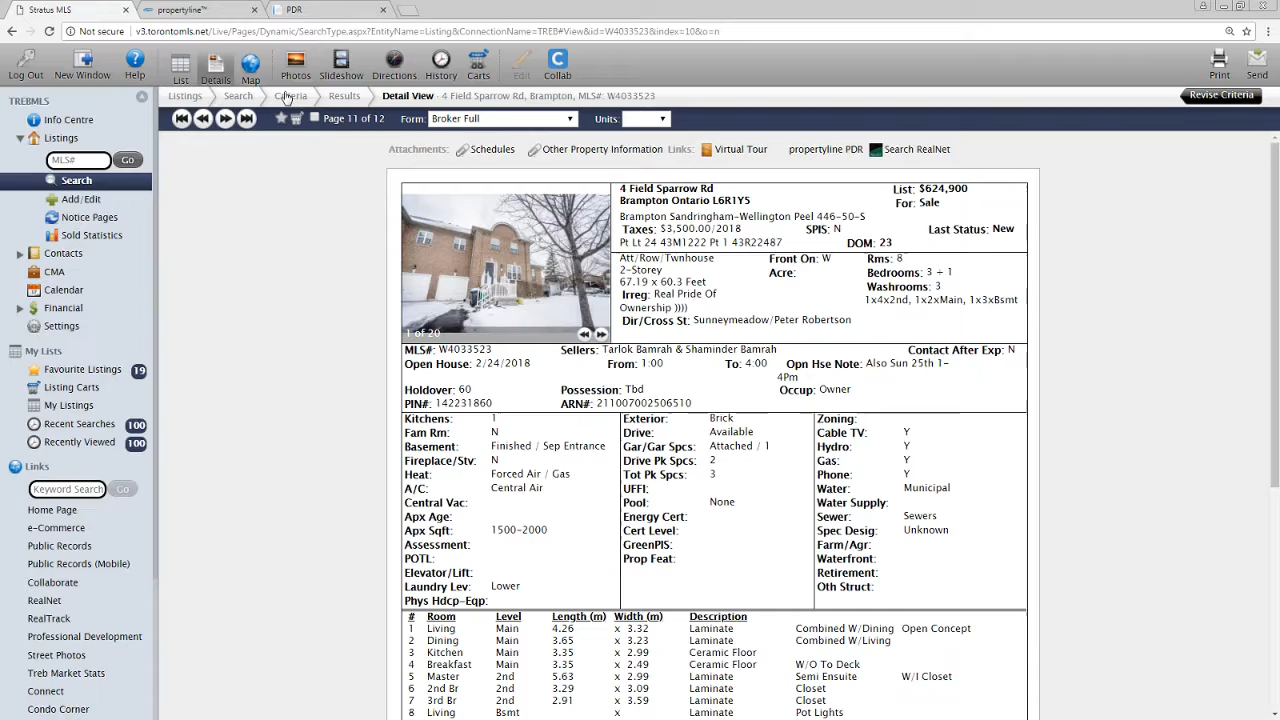 Stratus MLS × propertyline™ × PDR ×
Not secure v3.torontomls.net/Live/Pages/Dynamic/SearchType.aspx?EntityName=Listing&ConnectionName=TREB#View&id=W4033523&index=10&o=n
Log Out New Window Help List Details Map Photos Slideshow Directions History Carts Edit Collab Print Send
TREBMLS Listings Search Criteria Results Detail View - 4 Field Sparrow Rd, Brampton, MLS#: W4033523 Revise Criteria
Info Centre
Page 11 of 12 Form: Broker Full Units:
Listings
MLS# Go
Search
Add/Edit
Notice Pages
Sold Statistics
Contacts
CMA
Calendar
Financial
Settings
My Lists
Favourite Listings 19
Listing Carts
My Listings
Recent Searches 100
Recently Viewed 100
Links
Keyword Search Go
Home Page
e-Commerce
Public Records
Public Records (Mobile)
Collaborate
RealNet
RealTrack
Professional Development
Street Photos
Treb Market Stats
Connect
Condo Corner
Attachments: Schedules Other Property Information Links: Virtual Tour propertyline PDR Search RealNet
4 Field Sparrow Rd List: $624,900
Brampton Ontario L6R1Y5 For: Sale
Brampton Sandringham-Wellington Peel 446-50-S
Taxes: $3,500.00/2018 SPIS: N Last Status: New
Pt Lt 24 43M1222 Pt 1 43R22487 DOM: 23
Att/Row/Twnhouse Front On: W Rms: 8
2-Storey Acre: Bedrooms: 3 + 1
67.19 x 60.3 Feet Washrooms: 3
Irreg: Real Pride Of 1x4x2nd, 1x2xMain, 1x3xBsmt
Ownership ))))
Dir/Cross St: Sunneymeadow/Peter Robertson
1 of 20
MLS#: W4033523 Sellers: Tarlok Bamrah & Shaminder Bamrah Contact After Exp: N
Open House: 2/24/2018 From: 1:00 To: 4:00 Opn Hse Note: Also Sun 25th 1-
4Pm
Holdover: 60 Possession: Tbd Occup: Owner
PIN#: 142231860 ARN#: 211007002506510
Kitchens: 1 Exterior: Brick Zoning:
Fam Rm: N Drive: Available Cable TV: Y
Basement: Finished / Sep Entrance Gar/Gar Spcs: Attached / 1 Hydro: Y
Fireplace/Stv: N Drive Pk Spcs: 2 Gas: Y
Heat: Forced Air / Gas Tot Pk Spcs: 3 Phone: Y
A/C: Central Air UFFI: Water: Municipal
Central Vac: Pool: None Water Supply:
Apx Age: Energy Cert: Sewer: Sewers
Apx Sqft: 1500-2000 Cert Level: Spec Desig: Unknown
Assessment: GreenPIS: Farm/Agr:
POTL: Prop Feat: Waterfront:
Elevator/Lift: Retirement:
Laundry Lev: Lower Oth Struct:
Phys Hdcp-Eqp:
# Room Level Length (m) Width (m) Description
1 Living Main 4.26 x 3.32 Laminate Combined W/Dining Open Concept
2 Dining Main 3.65 x 3.23 Laminate Combined W/Living
3 Kitchen Main 3.35 x 2.99 Ceramic Floor
4 Breakfast Main 3.35 x 2.49 Ceramic Floor W/O To Deck
5 Master 2nd 5.63 x 2.99 Laminate Semi Ensuite W/I Closet
6 2nd Br 2nd 3.29 x 3.09 Laminate Closet
7 3rd Br 2nd 2.91 x 3.59 Laminate Closet
8 Living Bsmt x Laminate Pot Lights